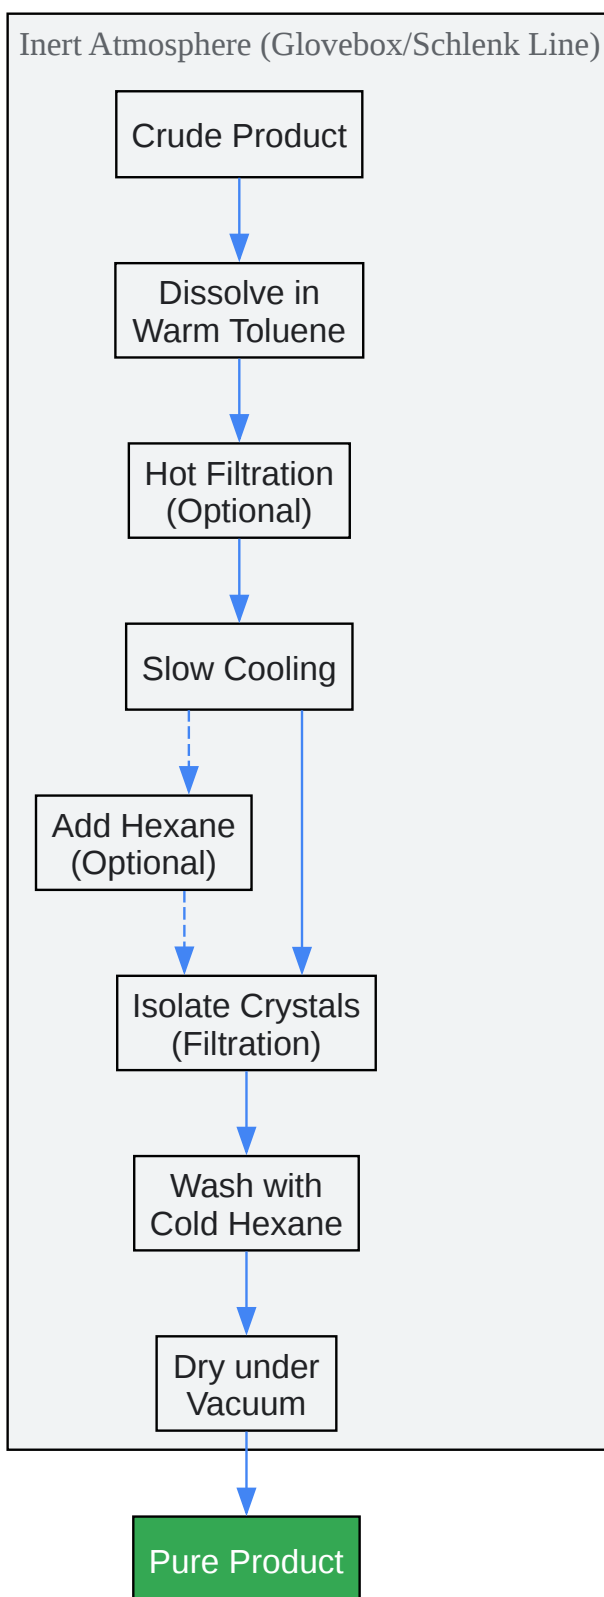 Inert Atmosphere (Glovebox/Schlenk Line)
Crude Product
Dissolve in
Warm Toluene
Hot Filtration
(Optional)
Slow Cooling
Add Hexane
(Optional)
Isolate Crystals
(Filtration)
Wash with
Cold Hexane
Dry under
Vacuum
Pure Product